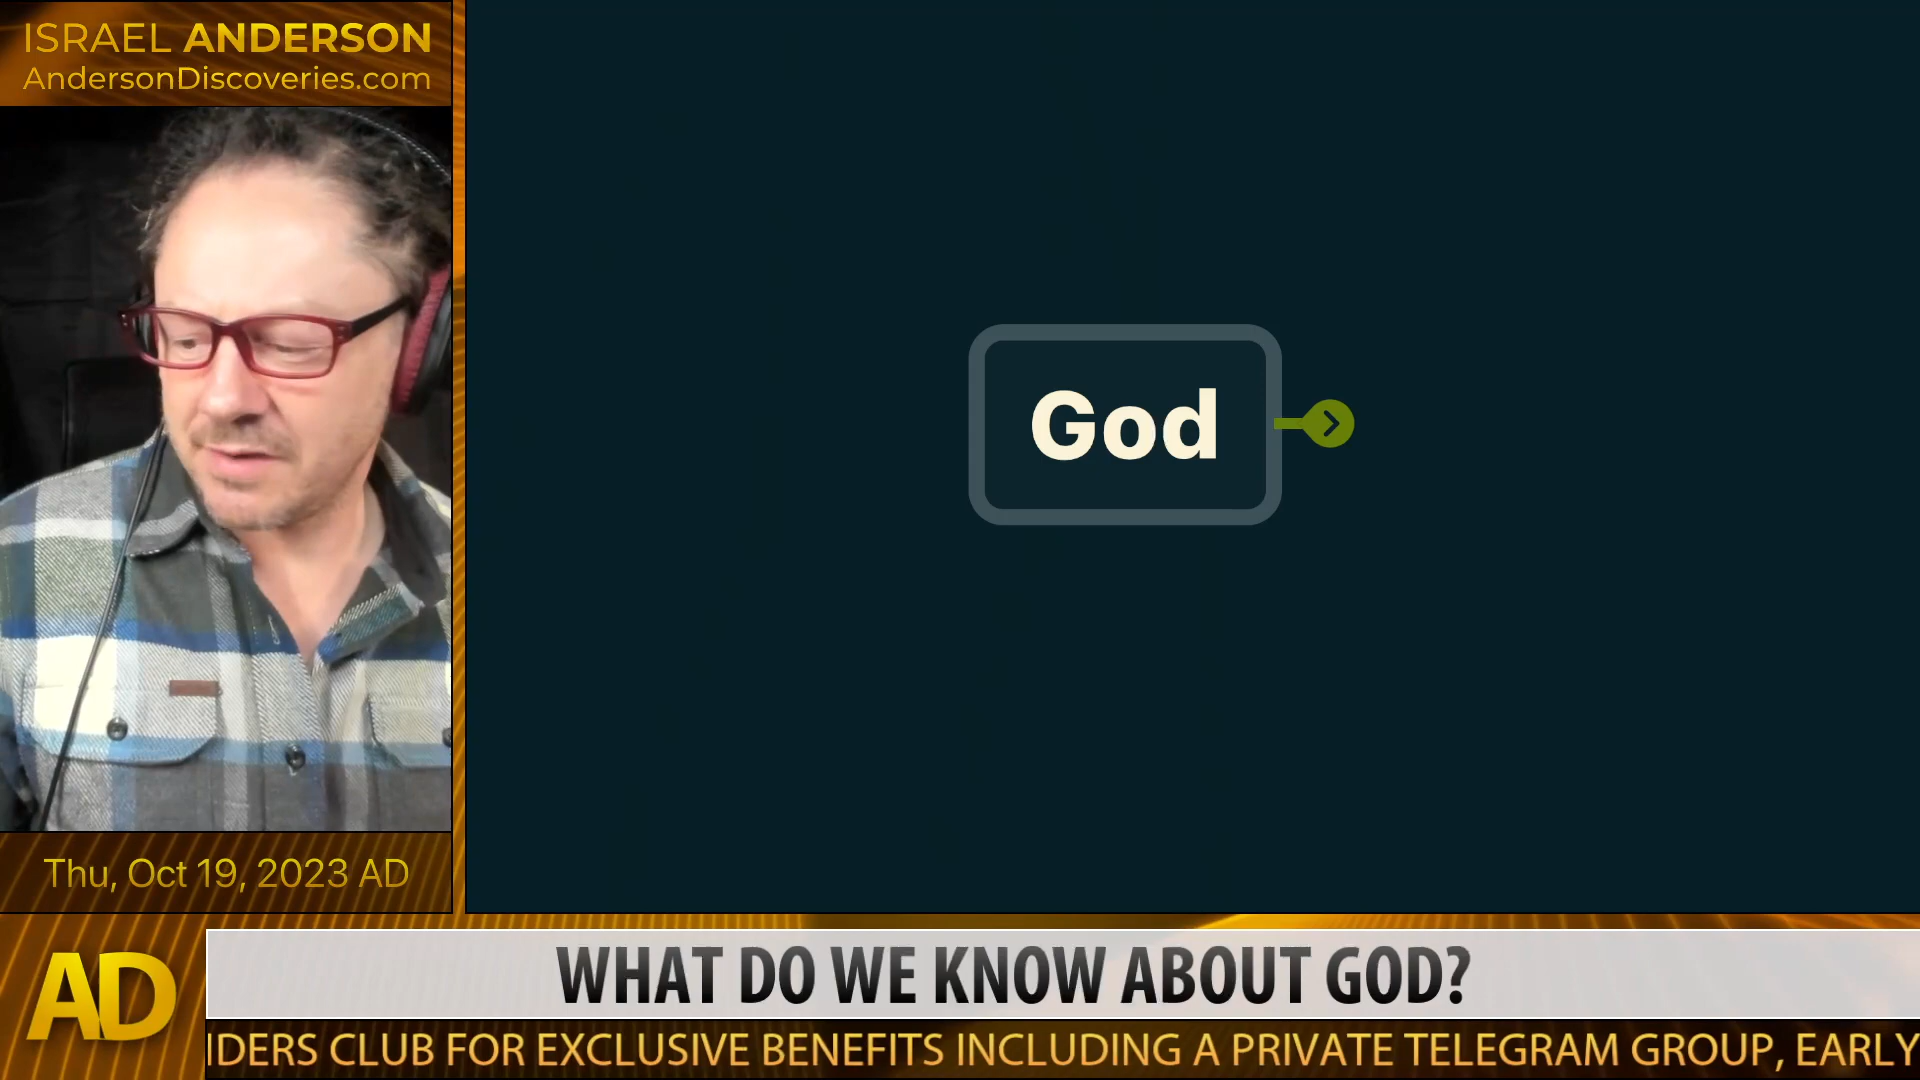 ISRAEL ANDERSON
AndersonDiscoveries.com
God
Thu, Oct 19, 2023 AD
AD
WHAT DO WE KNOW ABOUT GOD?
IDERS CLUB FOR EXCLUSIVE BENEFITS INCLUDING A PRIVATE TELEGRAM GROUP, EARLY